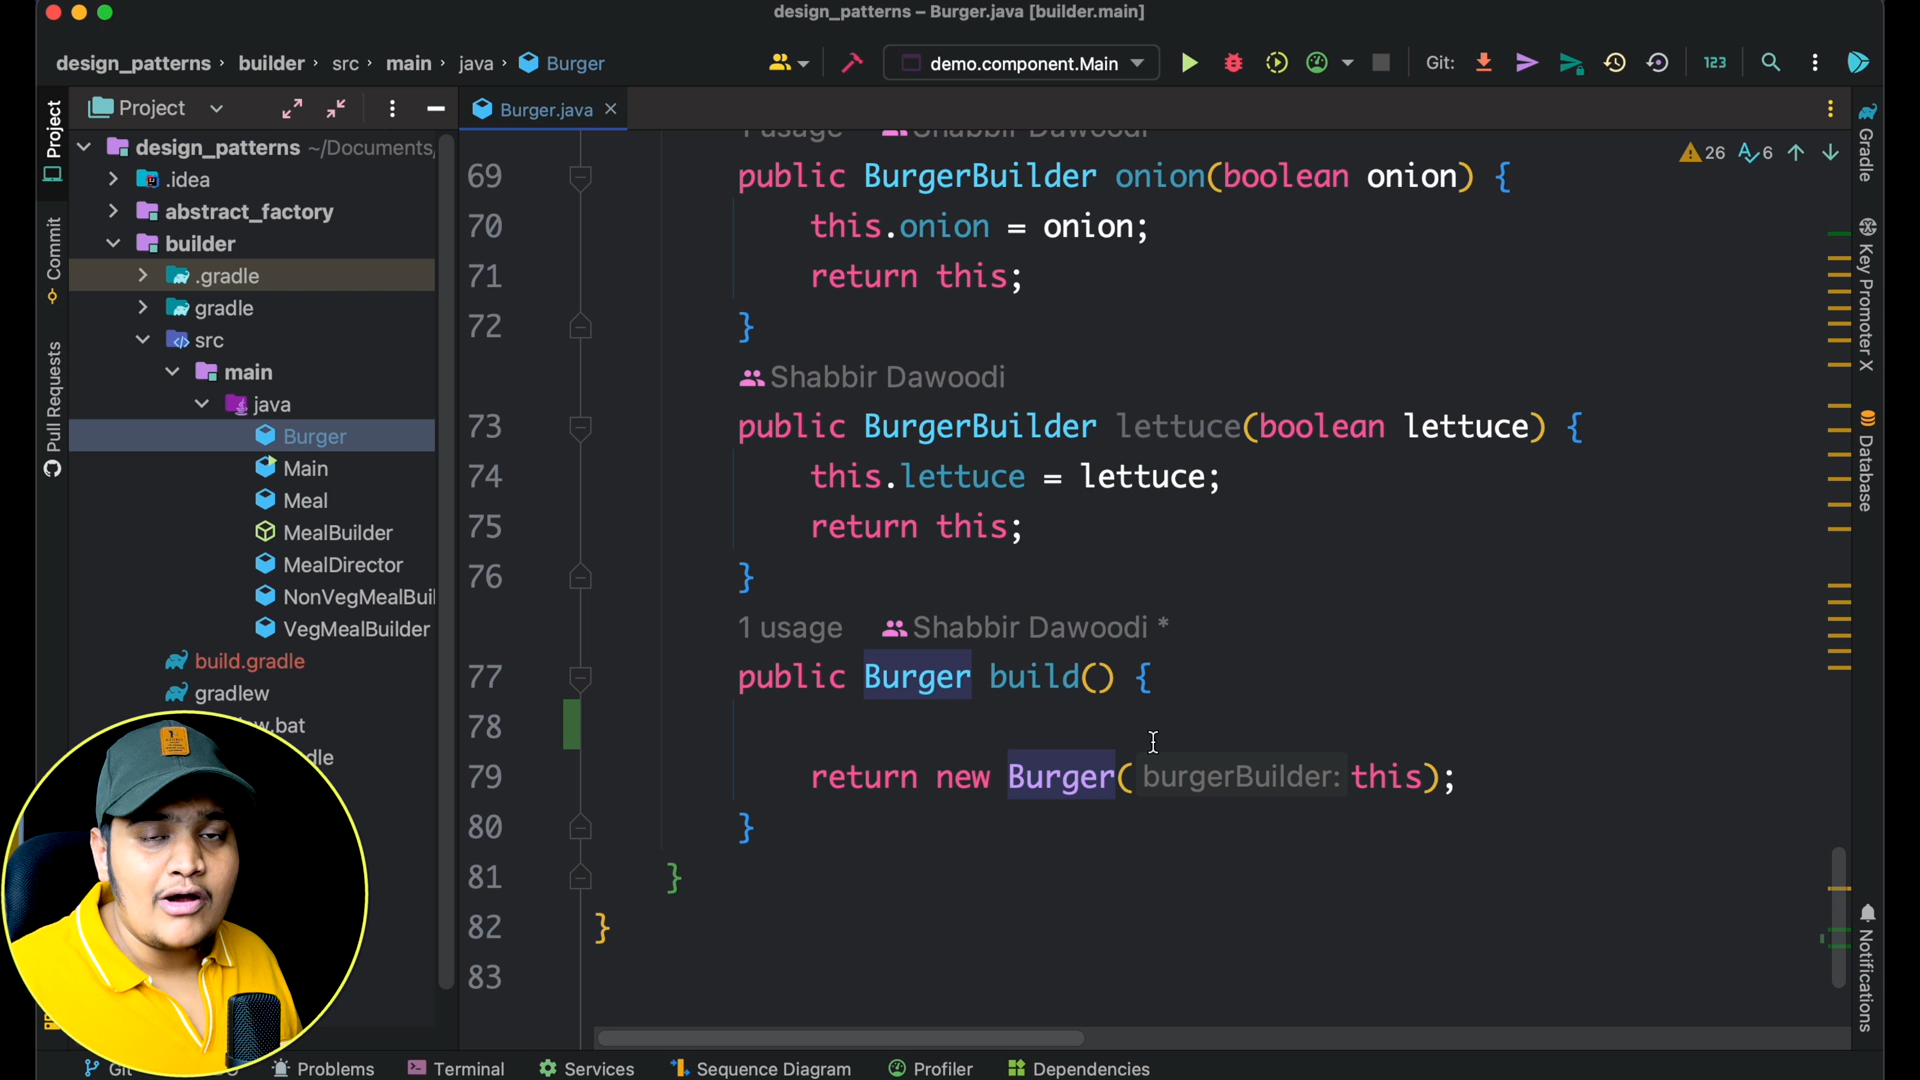 design_patterns – Burger.java [builder.main]
design_patterns › builder › src › main › java › Burger
demo.component.Main
Git:
123
Project
Burger.java
26
6
design_patterns ~/Documents/
.idea
abstract_factory
builder
.gradle
gradle
src
main
java
Burger
Main
Meal
MealBuilder
MealDirector
NonVegMealBuil
VegMealBuilder
build.gradle
gradlew
.bat
Project
Commit
Pull Requests
1 usage Shabbir Dawoodi
69 public BurgerBuilder onion(boolean onion) {
70 this.onion = onion;
71 return this;
72 }
Shabbir Dawoodi
73 public BurgerBuilder lettuce(boolean lettuce) {
74 this.lettuce = lettuce;
75 return this;
76 }
1 usage Shabbir Dawoodi *
77 public Burger build() {
78
79 return new Burger( burgerBuilder: this);
80 }
81 }
82 }
83
Gradle
Key Promoter X
Database
Notifications
Git
Problems
Terminal
Services
Sequence Diagram
Profiler
Dependencies